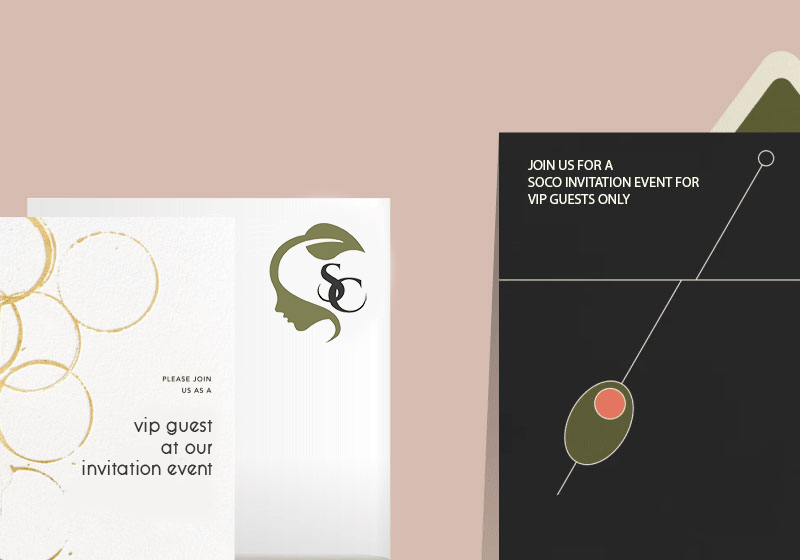 PLEASE JOIN
US AS A
vip guest
at our
invitation event
SC
JOIN US FOR A
SOCO INVITATION EVENT FOR
VIP GUESTS ONLY